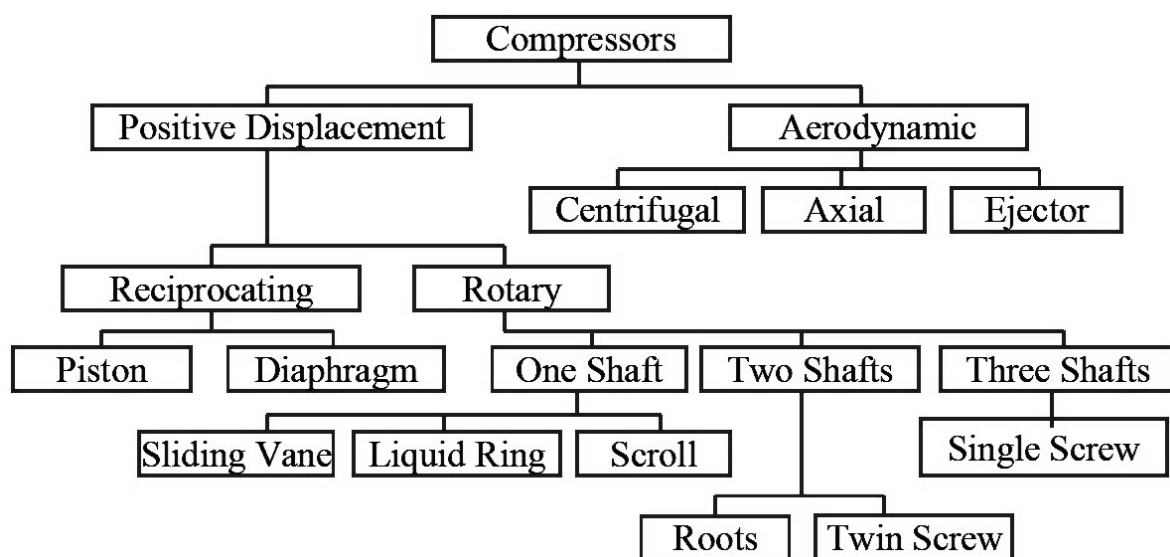 Compressors
Positive Displacement
Aerodynamic
Centrifugal
Axial
Ejector
Reciprocating
Rotary
Piston
Diaphragm
One Shaft
Two Shafts
Three Shafts
Sliding Vane
Liquid Ring
Scroll
Single Screw
Roots
Twin Screw